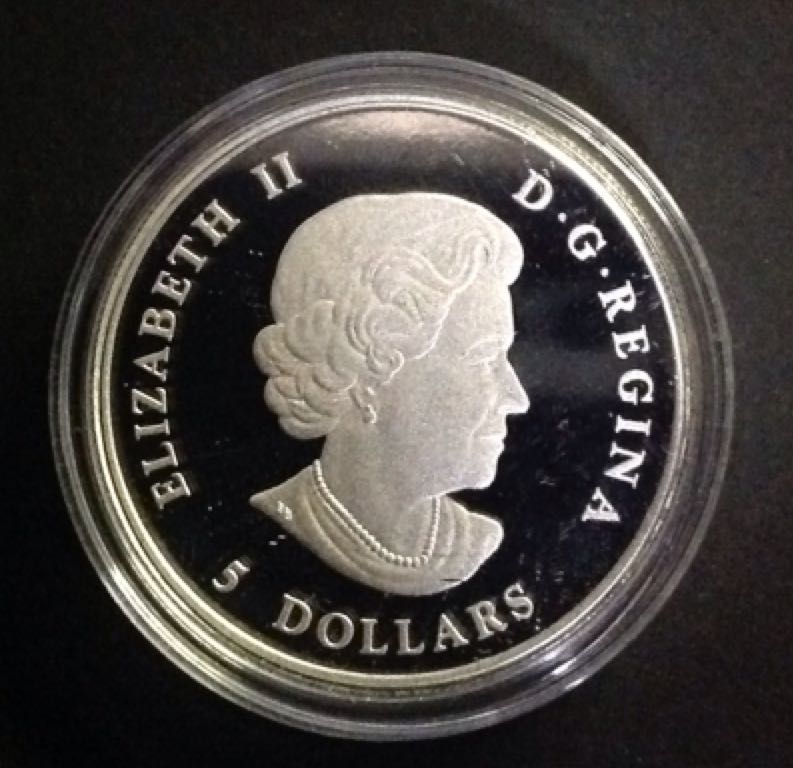 ELIZABETH II
D·G·REGINA
5 DOLLARS